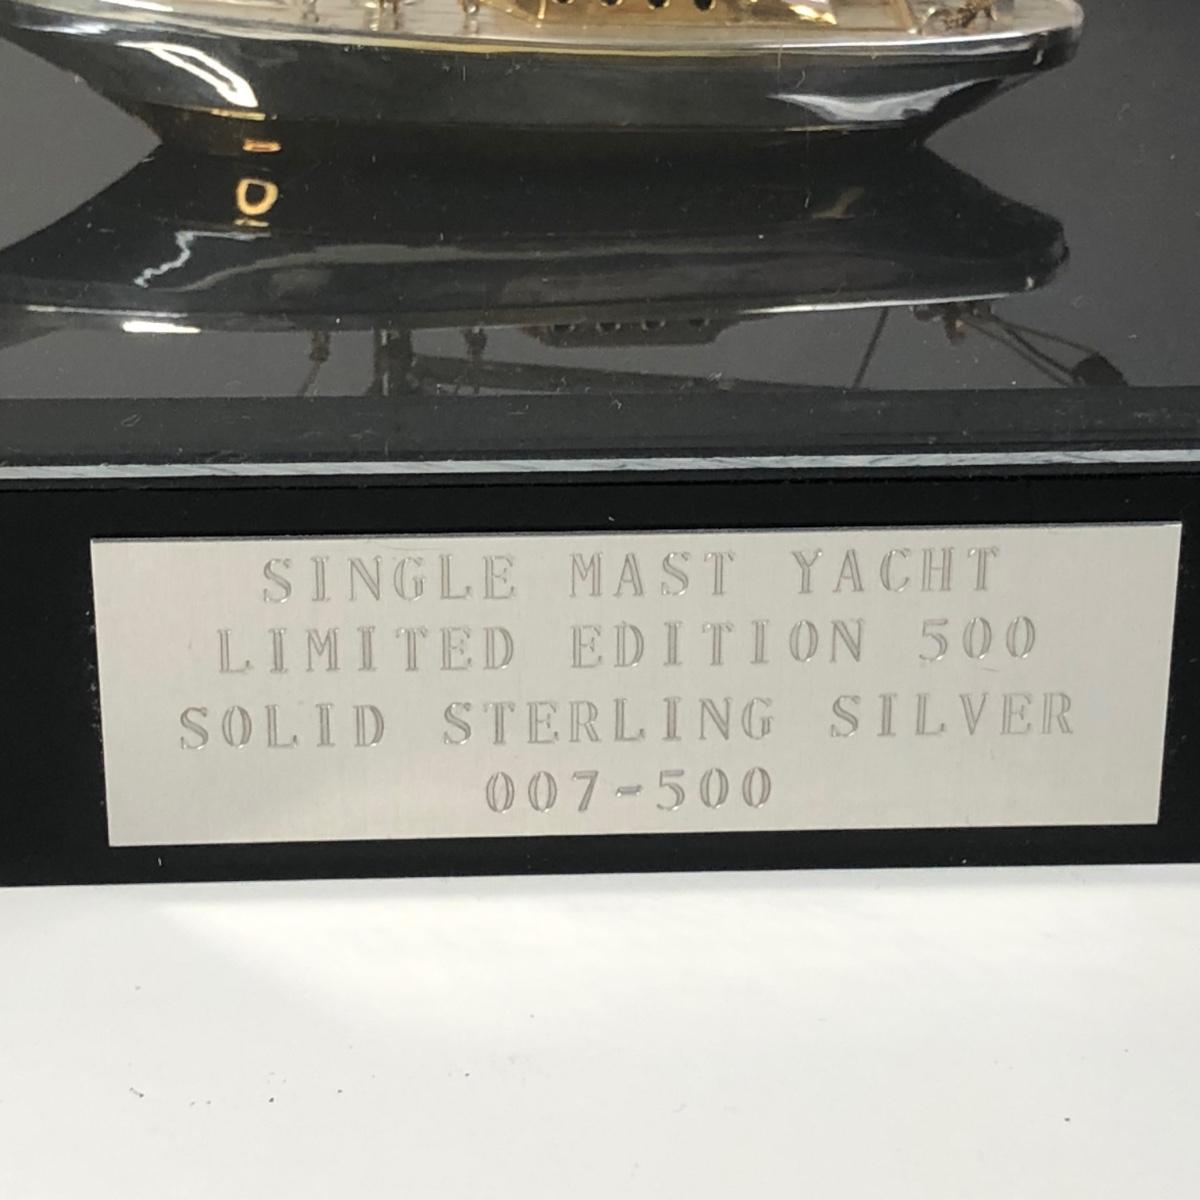 SINGLE MAST YACHT
LIMITED EDITION 500
SOLID STERLING SILVER
007-500